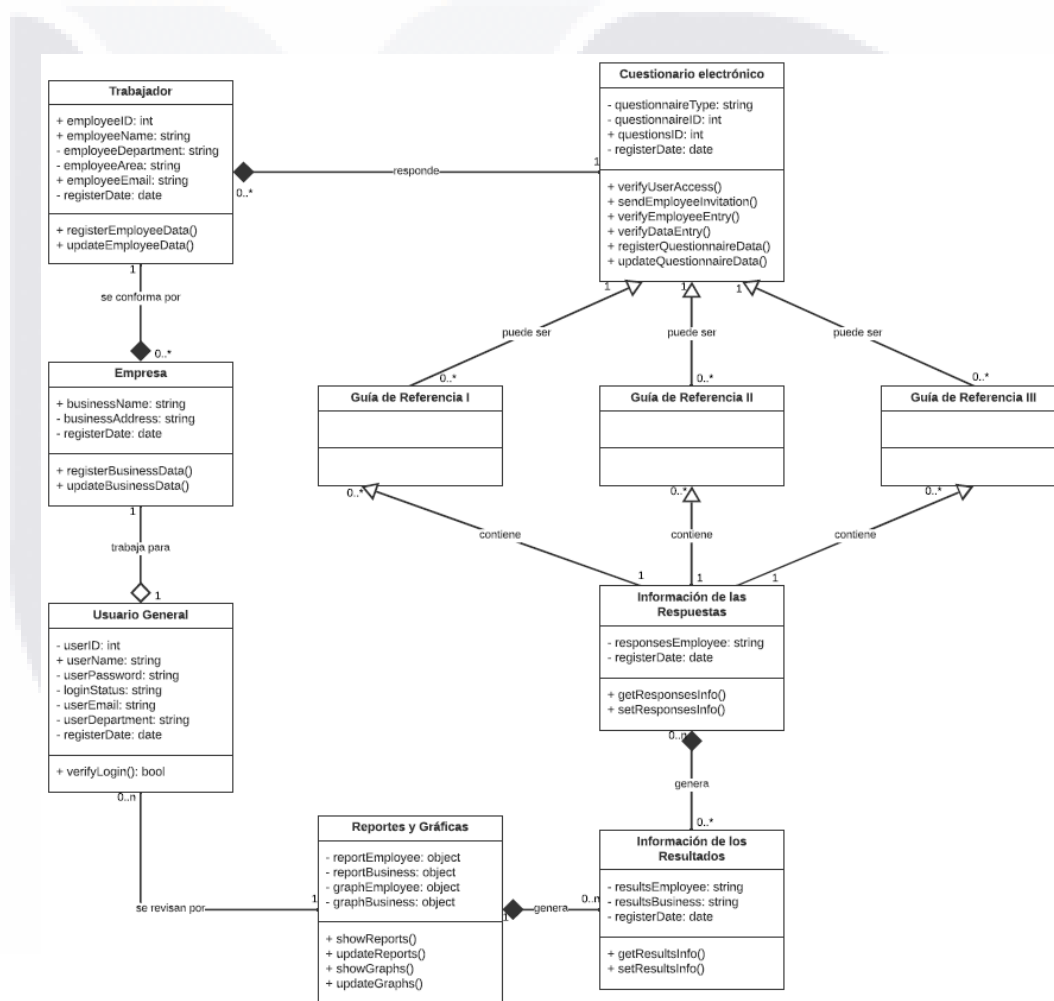 Trabajador
+ employeeID: int
+ employeeName: string
- employeeDepartment: string
- employeeArea: string
+ employeeEmail: string
- registerDate: date
+ registerEmployeeData()
+ updateEmployeeData()
0..*
responde
1
Cuestionario electrónico
- questionnaireType: string
- questionnaireID: int
+ questionsID: int
- registerDate: date
+ verifyUserAccess()
+ sendEmployeeInvitation()
+ verifyEmployeeEntry()
+ verifyDataEntry()
+ registerQuestionnaireData()
+ updateQuestionnaireData()
1
se conforma por
0..*
1
1
1
puede ser
puede ser
puede ser
0..*
0..*
0..*
Empresa
+ businessName: string
- businessAddress: string
- registerDate: date
+ registerBusinessData()
+ updateBusinessData()
Guía de Referencia I
Guía de Referencia II
Guía de Referencia III
0..*
0..*
0..*
1
trabaja para
1
contiene
contiene
contiene
1
1
1
Usuario General
- userID: int
+ userName: string
- userPassword: string
- loginStatus: string
- userEmail: string
- userDepartment: string
- registerDate: date
+ verifyLogin(): bool
Información de las
Respuestas
- responsesEmployee: string
- registerDate: date
+ getResponsesInfo()
+ setResponsesInfo()
0..n
genera
0..*
0..n
se revisan por
1
Reportes y Gráficas
- reportEmployee: object
- reportBusiness: object
- graphEmployee: object
- graphBusiness: object
+ showReports()
+ updateReports()
+ showGraphs()
+ updateGraphs()
1
genera
0..n
Información de los
Resultados
- resultsEmployee: string
- resultsBusiness: string
- registerDate: date
+ getResultsInfo()
+ setResultsInfo()